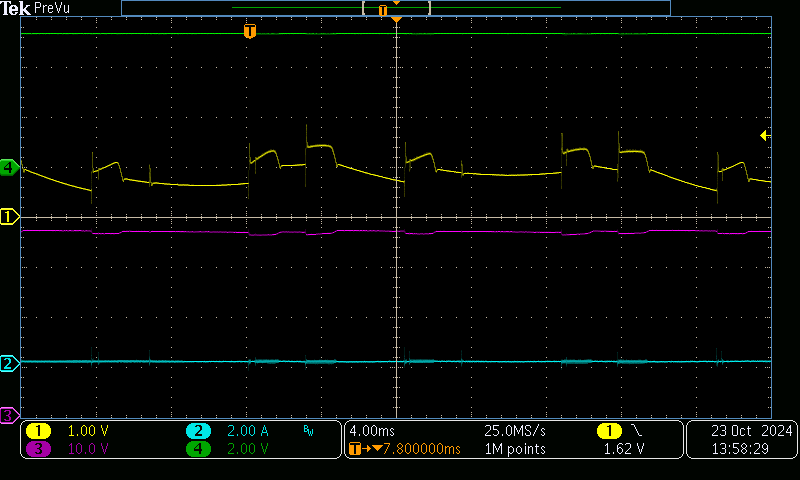 Tek PreVu
T
T
4
1
2
3
1 1.00 V 2 2.00 A BW 4.00ms 25.0MS/s 1 23 Oct 2024
3 10.0 V 4 2.00 V T→▼7.800000ms 1M points 1.62 V 13:58:29